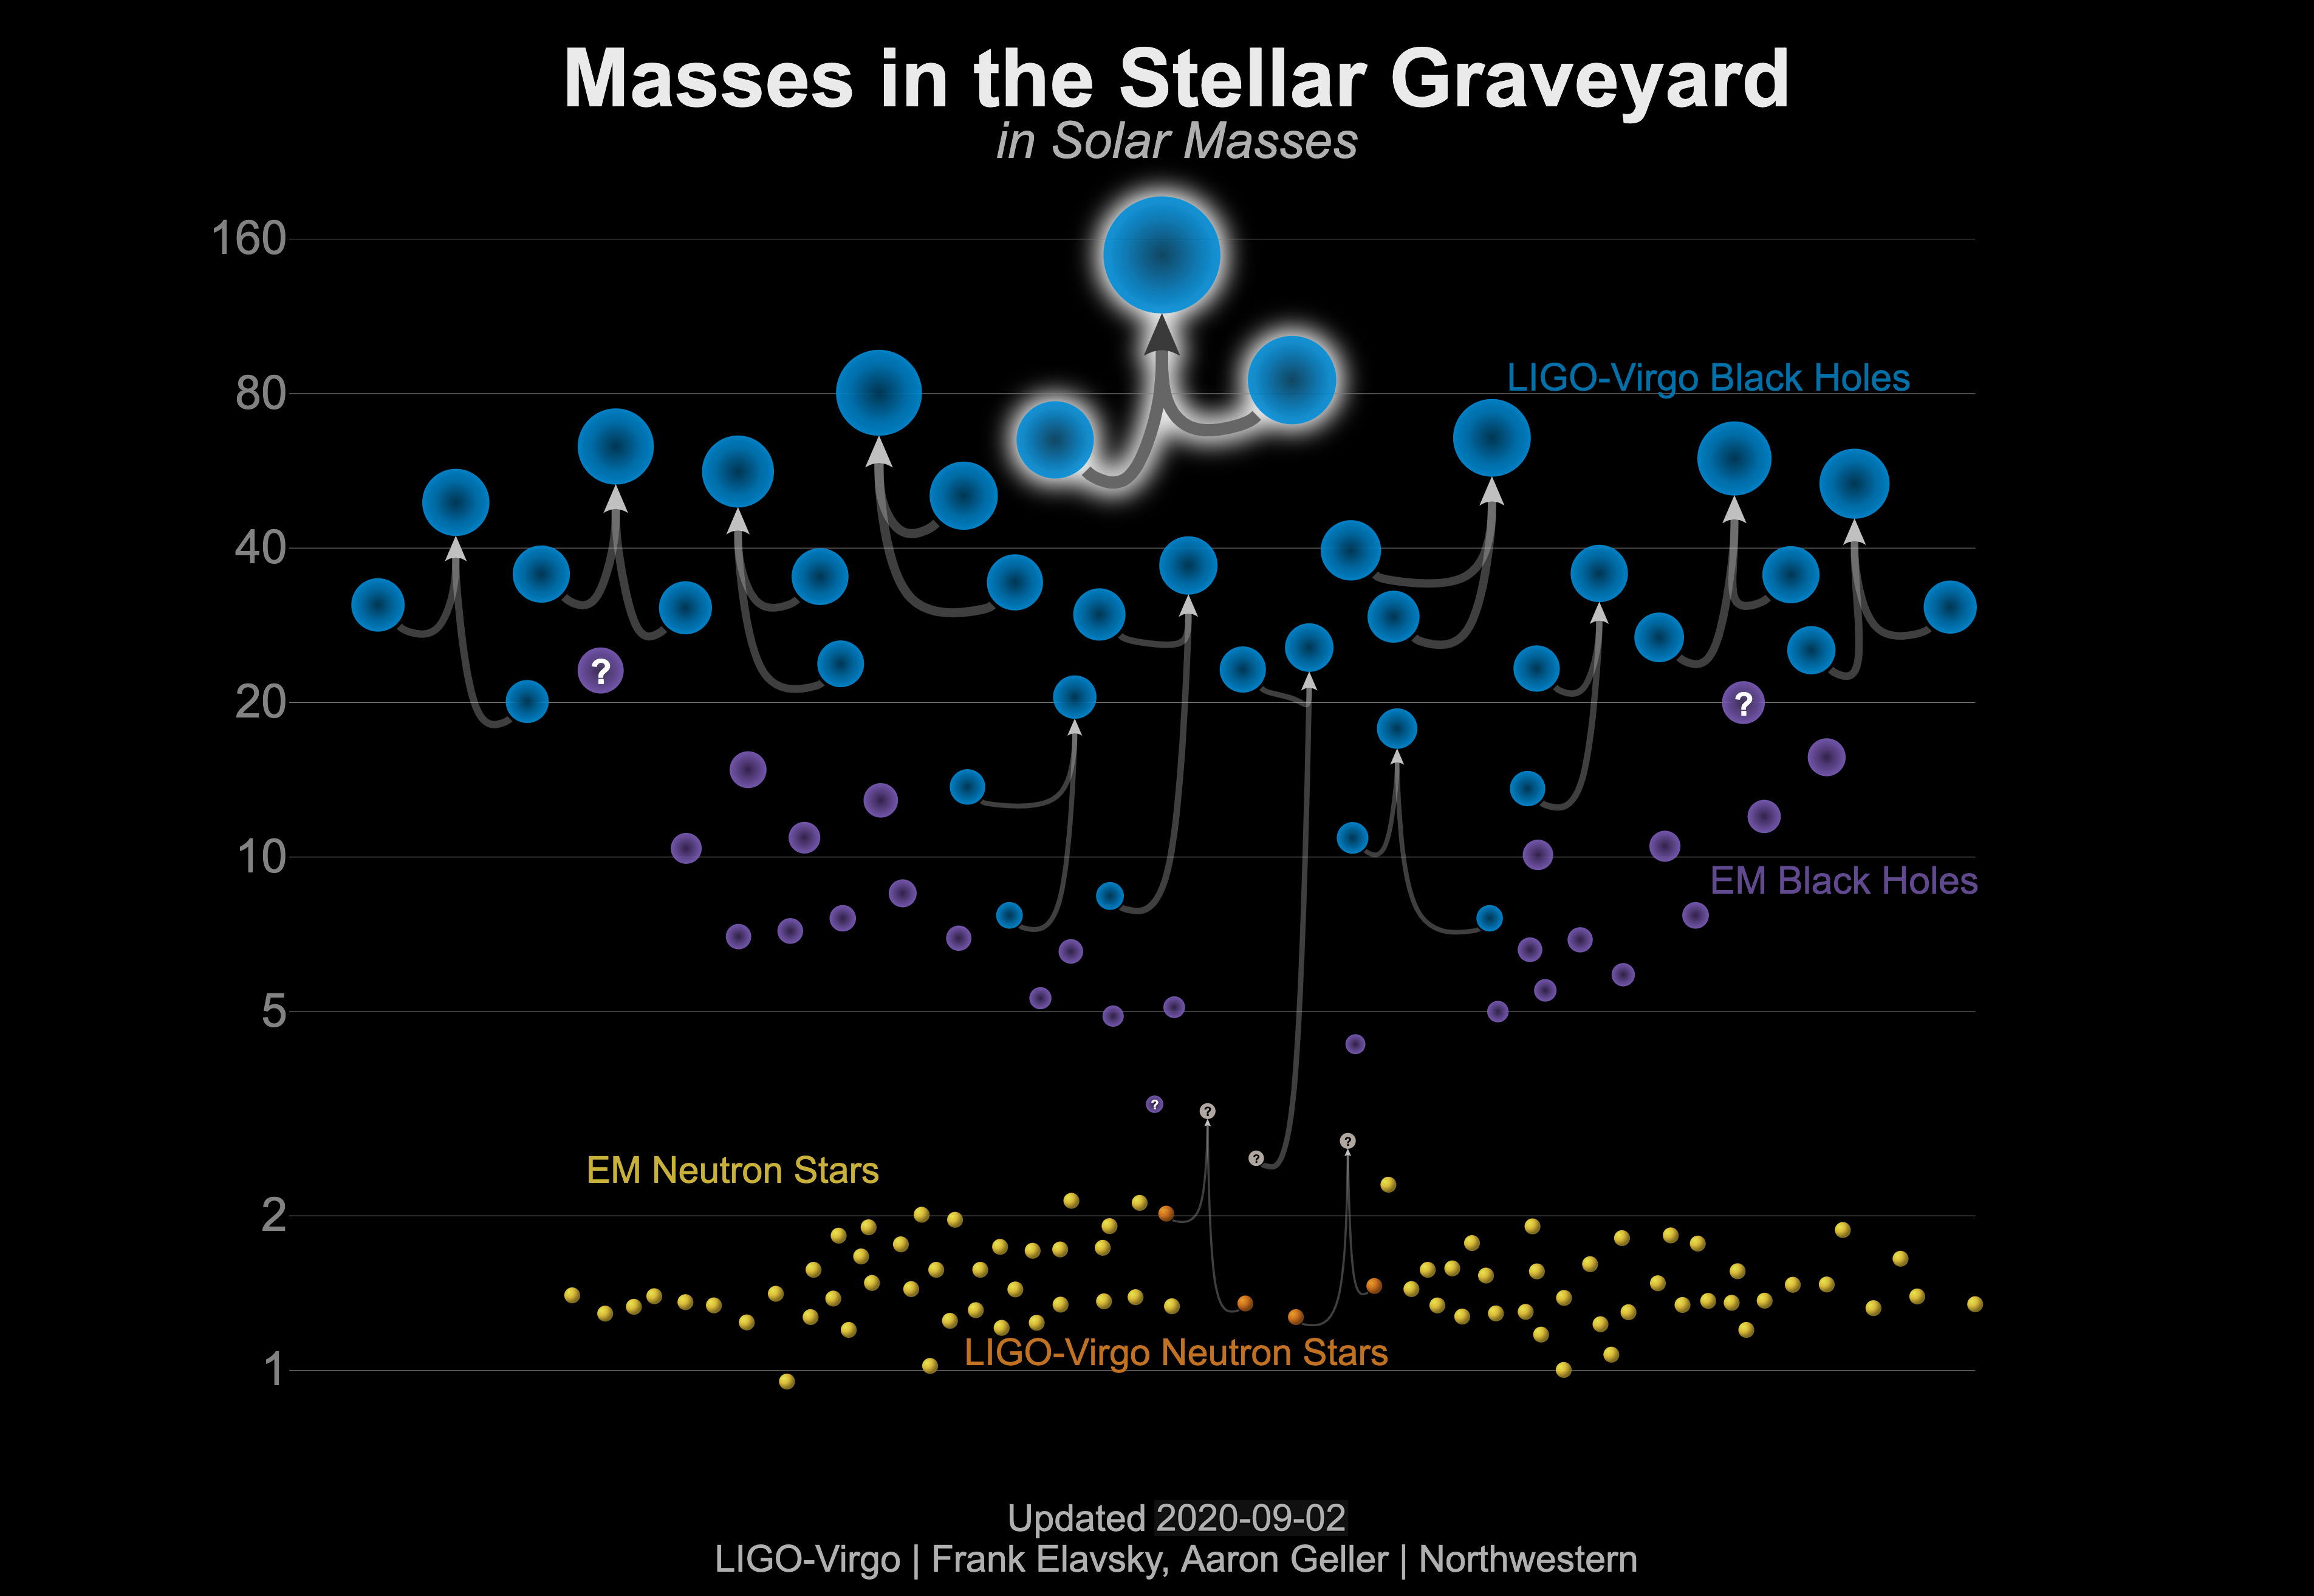 Masses in the Stellar Graveyard
in Solar Masses
160
LIGO-Virgo Black Holes
80
40
?
20
?
10
EM Black Holes
5
?
?
?
?
EM Neutron Stars
2
LIGO-Virgo Neutron Stars
1
Updated 2020-09-02
LIGO-Virgo | Frank Elavsky, Aaron Geller | Northwestern